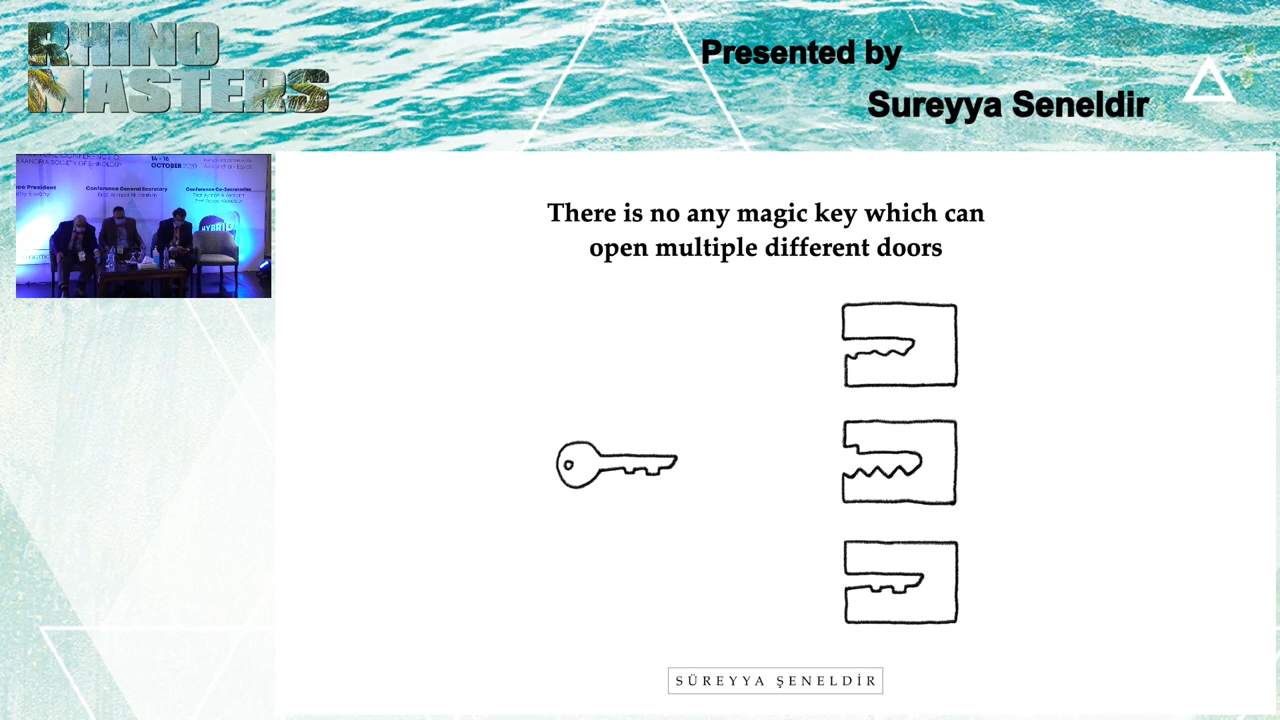 RHINO
MASTERS
Presented by
Sureyya Seneldir
14 - 16
OCTOBER 2020
Conference General Secretary
Conference Co-Secretaries
HYBRID
There is no any magic key which can
open multiple different doors
SÜREYYA ŞENELDİR